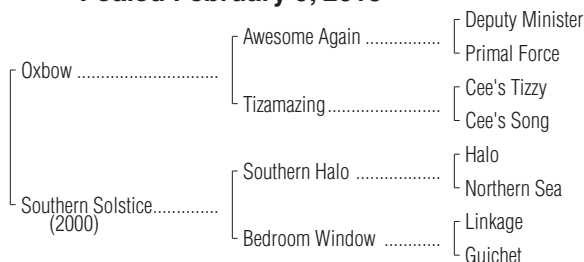 Deputy Minister
Awesome Again ................
Primal Force
Oxbow ..............................
Cee's Tizzy
Tizamazing........................
Cee's Song
Halo
Southern Halo ..................
Northern Sea
Southern Solstice..............
(2000)
Linkage
Bedroom Window ............
Guichet